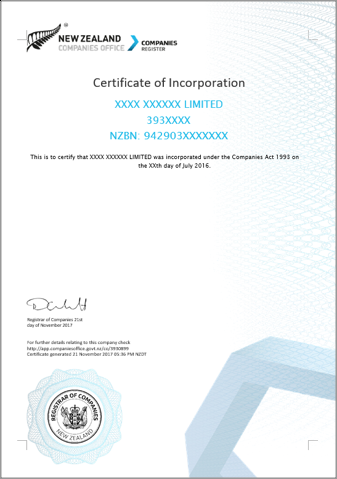 NEW ZEALAND
COMPANIES OFFICE
COMPANIES
REGISTER
Certificate of Incorporation
XXXX XXXXXX LIMITED
393XXXX
NZBN: 942903XXXXXXX
This is to certify that XXXX XXXXXX LIMITED was incorporated under the Companies Act 1993 on
the XXth day of July 2016.
Registrar of Companies 21st
day of November 2017
For further details relating to this company check
http://app.companiesoffice.govt.nz/co/3930899
Certificate generated 21 November 2017 05:36 PM NZDT
REGISTRAR OF COMPANIES
NEW ZEALAND